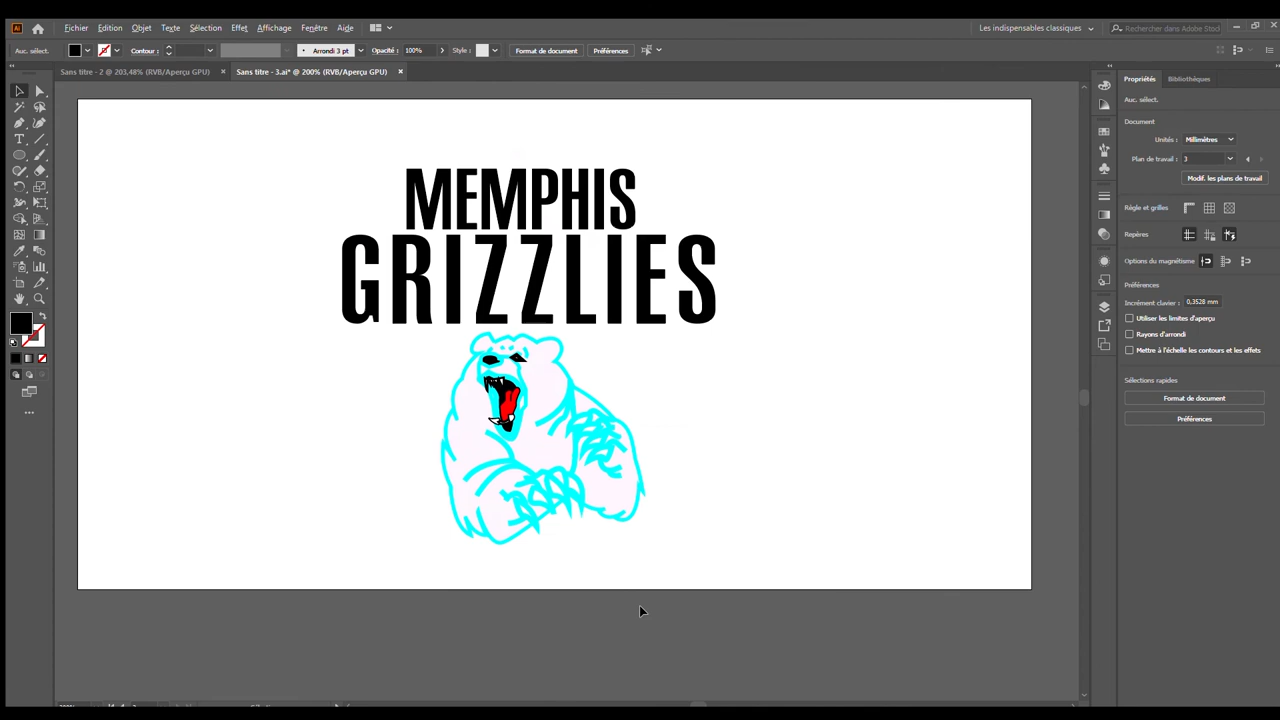 Ai
Fichier Edition Objet Texte Sélection Effet Affichage Fenêtre Aide
Les indispensables classiques
Rechercher dans Adobe Stock
Auc. sélect.
Contour :
Arrondi 3 pt
Opacité : 100%
Style :
Format de document
Préférences
Sans titre - 2 @ 203,48% (RVB/Aperçu GPU) ×
Sans titre - 3.ai* @ 200% (RVB/Aperçu GPU) ×
Propriétés
Bibliothèques
Auc. sélect.
Document
Unités : Millimètres
Plan de travail : 3
Modif. les plans de travail
Règle et grilles
Repères
Options du magnétisme
Préférences
Incrément clavier : 0,3528 mm
Utiliser les limites d'aperçu
Rayons d'arrondi
Mettre à l'échelle les contours et les effets
Sélections rapides
Format de document
Préférences
MEMPHIS
GRIZZLIES